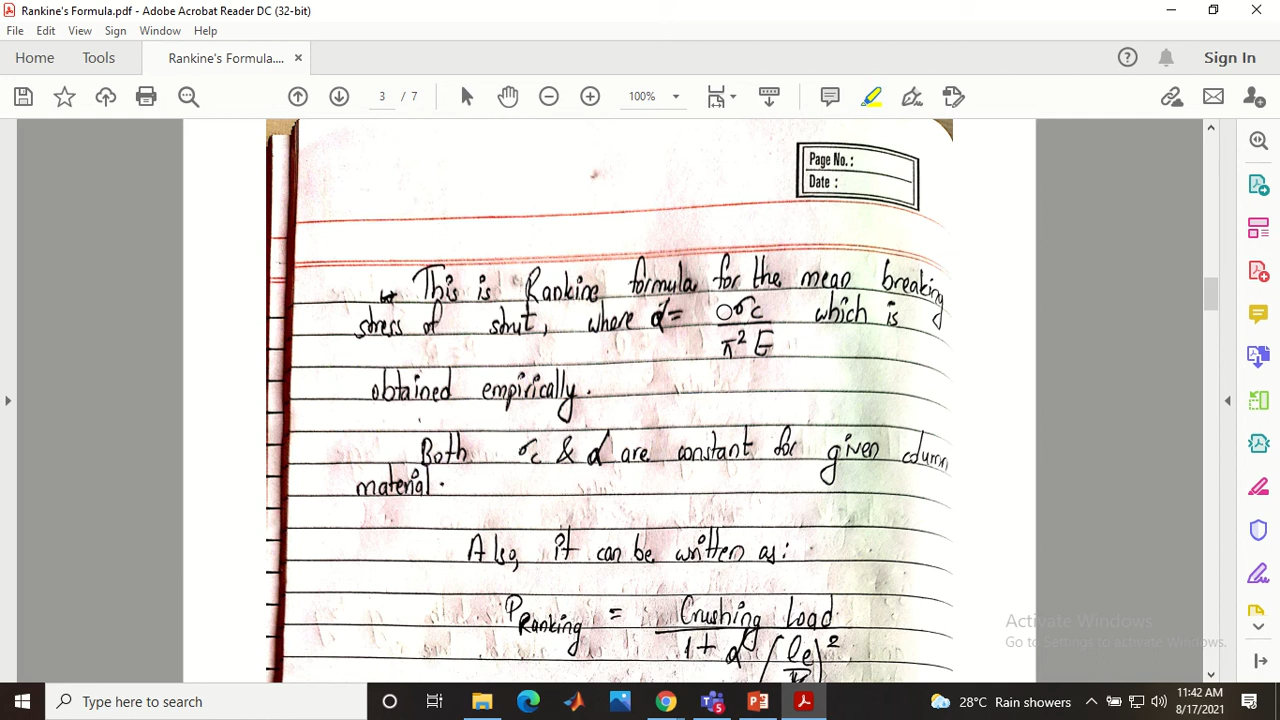 Rankine's Formula.pdf - Adobe Acrobat Reader DC (32-bit)
File Edit View Sign Window Help
Home Tools Rankine's Formula.... × Sign In
3 / 7 100%
Page No.:
Date :
This is Rankine formula for the mean breaking
stress of strut, where α = σc which is
π² E
obtained empirically.
Both σc & α are constant for given column
material.
Also, it can be written as:
P Ranking = Crushing Load
1 + α (le/k)²
Activate Windows
Go to Settings to activate Windows.
Type here to search
28°C Rain showers
11:42 AM
8/17/2021